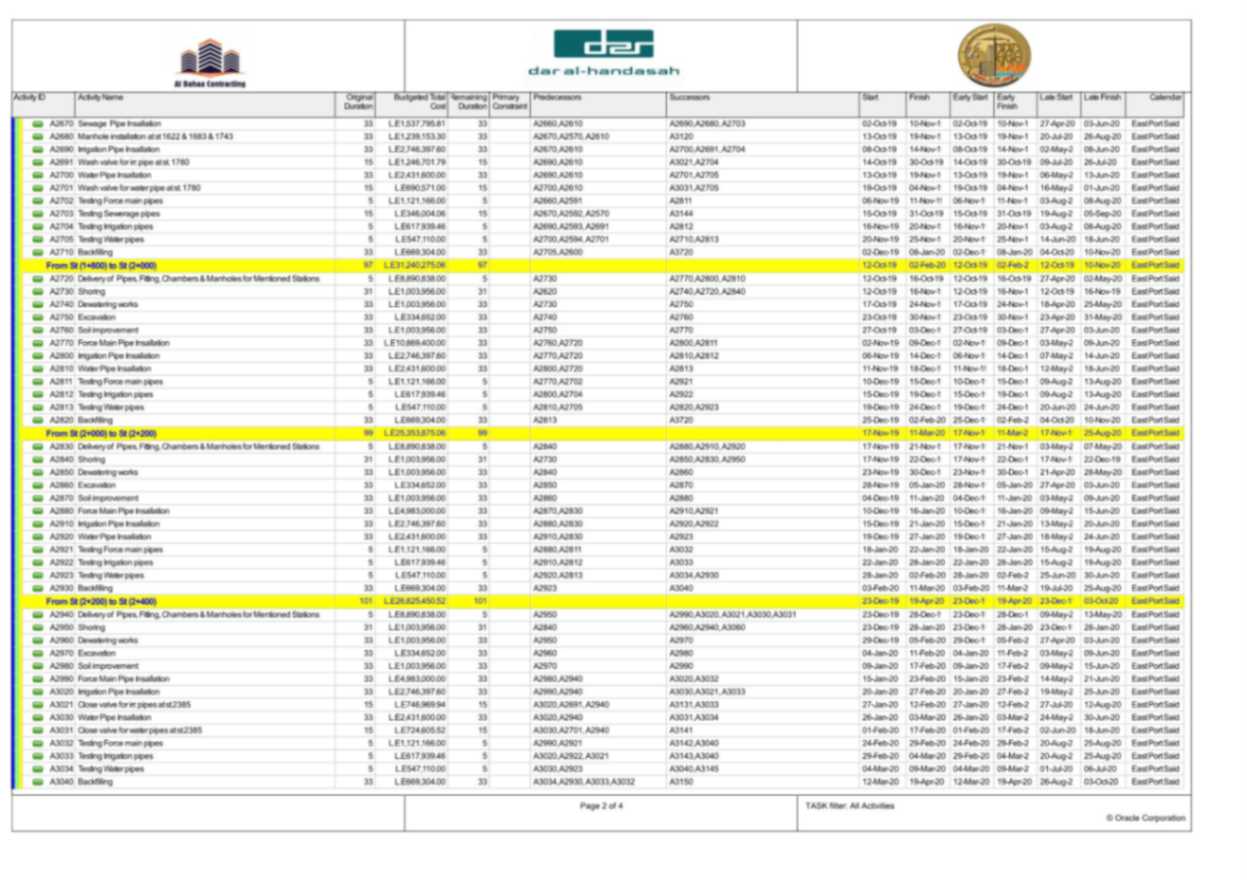 Al Bahaa Contracting
dar
dar al-handasah
Activity ID Activity Name Original Duration Budgeted Total Cost Remaining Duration Primary Constraint Predecessors Successors Start Finish Early Start Early Finish Late Start Late Finish Calendar
A2670 Sewage Pipe Insallation 33 L.E1,537,795.81 33 A2660,A2610 A2690,A2680,A2703 02-Oct-19 10-Nov-1 02-Oct-19 10-Nov-1 27-Apr-20 03-Jun-20 East Port Said
A2680 Manhole installation at st 1622 & 1683 & 1743 33 L.E1,239,153.30 33 A2670,A2570,A2610 A3120 13-Oct-19 19-Nov-1 13-Oct-19 19-Nov-1 20-Jul-20 26-Aug-20 East Port Said
A2690 Irrigation Pipe Insallation 33 L.E2,746,397.60 33 A2670,A2610 A2700,A2691,A2704 08-Oct-19 14-Nov-1 08-Oct-19 14-Nov-1 02-May-2 08-Jun-20 East Port Said
A2691 Wash valve for irr pipe at st. 1780 15 L.E1,246,701.79 15 A2690,A2610 A3021,A2704 14-Oct-19 30-Oct-19 14-Oct-19 30-Oct-19 09-Jul-20 26-Jul-20 East Port Said
A2700 Water Pipe Insallation 33 L.E2,431,600.00 33 A2690,A2610 A2701,A2705 13-Oct-19 19-Nov-1 13-Oct-19 19-Nov-1 06-May-2 13-Jun-20 East Port Said
A2701 Wash valve for water pipe at st. 1780 15 L.E690,571.00 15 A2700,A2610 A3031,A2705 19-Oct-19 04-Nov-1 19-Oct-19 04-Nov-1 16-May-2 01-Jun-20 East Port Said
A2702 Testing Force main pipes 5 L.E1,121,166.00 5 A2660,A2591 A2811 06-Nov-19 11-Nov-1 06-Nov-1 11-Nov-1 03-Aug-2 08-Aug-20 East Port Said
A2703 Testing Sewerage pipes 15 L.E346,004.06 15 A2670,A2592,A2570 A3144 15-Oct-19 31-Oct-19 15-Oct-19 31-Oct-19 19-Aug-2 05-Sep-20 East Port Said
A2704 Testing Irrigation pipes 5 L.E617,939.46 5 A2690,A2593,A2691 A2812 16-Nov-19 20-Nov-1 16-Nov-1 20-Nov-1 03-Aug-2 08-Aug-20 East Port Said
A2705 Testing Water pipes 5 L.E547,110.00 5 A2700,A2594,A2701 A2710,A2813 20-Nov-19 25-Nov-1 20-Nov-1 25-Nov-1 14-Jun-20 18-Jun-20 East Port Said
A2710 Backfilling 33 L.E669,304.00 33 A2705,A2600 A3720 02-Dec-19 08-Jan-20 02-Dec-1 08-Jan-20 04-Oct-20 10-Nov-20 East Port Said
From St (1+800) to St (2+000) 97 L.E31,240,275.06 97 12-Oct-19 02-Feb-20 12-Oct-19 02-Feb-2 12-Oct-19 10-Nov-20 East Port Said
A2720 Delivery of Pipes, Fitting, Chambers & Manholes for Mentioned Stations 5 L.E8,890,838.00 5 A2730 A2770,A2800,A2810 12-Oct-19 16-Oct-19 12-Oct-19 16-Oct-19 27-Apr-20 02-May-20 East Port Said
A2730 Shoring 31 L.E1,003,956.00 31 A2620 A2740,A2720,A2840 12-Oct-19 16-Nov-1 12-Oct-19 16-Nov-1 12-Oct-19 16-Nov-19 East Port Said
A2740 Dewatering works 33 L.E1,003,956.00 33 A2730 A2750 17-Oct-19 24-Nov-1 17-Oct-19 24-Nov-1 18-Apr-20 25-May-20 East Port Said
A2750 Excavation 33 L.E334,652.00 33 A2740 A2760 23-Oct-19 30-Nov-1 23-Oct-19 30-Nov-1 23-Apr-20 31-May-20 East Port Said
A2760 Soil improvement 33 L.E1,003,956.00 33 A2750 A2770 27-Oct-19 03-Dec-1 27-Oct-19 03-Dec-1 27-Apr-20 03-Jun-20 East Port Said
A2770 Force Main Pipe Insallation 33 L.E10,869,400.00 33 A2760,A2720 A2800,A2811 02-Nov-19 09-Dec-1 02-Nov-1 09-Dec-1 03-May-2 09-Jun-20 East Port Said
A2800 Irrigation Pipe Insallation 33 L.E2,746,397.60 33 A2770,A2720 A2810,A2812 06-Nov-19 14-Dec-1 06-Nov-1 14-Dec-1 07-May-2 14-Jun-20 East Port Said
A2810 Water Pipe Insallation 33 L.E2,431,600.00 33 A2800,A2720 A2813 11-Nov-19 18-Dec-1 11-Nov-1 18-Dec-1 12-May-2 18-Jun-20 East Port Said
A2811 Testing Force main pipes 5 L.E1,121,166.00 5 A2770,A2702 A2921 10-Dec-19 15-Dec-1 10-Dec-1 15-Dec-1 09-Aug-2 13-Aug-20 East Port Said
A2812 Testing Irrigation pipes 5 L.E617,939.46 5 A2800,A2704 A2922 15-Dec-19 19-Dec-1 15-Dec-1 19-Dec-1 09-Aug-2 13-Aug-20 East Port Said
A2813 Testing Water pipes 5 L.E547,110.00 5 A2810,A2705 A2820,A2923 19-Dec-19 24-Dec-1 19-Dec-1 24-Dec-1 20-Jun-20 24-Jun-20 East Port Said
A2820 Backfilling 33 L.E669,304.00 33 A2813 A3720 25-Dec-19 02-Feb-20 25-Dec-1 02-Feb-2 04-Oct-20 10-Nov-20 East Port Said
From St (2+000) to St (2+200) 99 L.E25,353,875.06 99 17-Nov-19 11-Mar-20 17-Nov-1 11-Mar-2 17-Nov-1 25-Aug-20 East Port Said
A2830 Delivery of Pipes, Fitting, Chambers & Manholes for Mentioned Stations 5 L.E8,890,838.00 5 A2840 A2880,A2910,A2920 17-Nov-19 21-Nov-1 17-Nov-1 21-Nov-1 03-May-2 07-May-20 East Port Said
A2840 Shoring 31 L.E1,003,956.00 31 A2730 A2850,A2830,A2950 17-Nov-19 22-Dec-1 17-Nov-1 22-Dec-1 17-Nov-1 22-Dec-19 East Port Said
A2850 Dewatering works 33 L.E1,003,956.00 33 A2840 A2860 23-Nov-19 30-Dec-1 23-Nov-1 30-Dec-1 21-Apr-20 28-May-20 East Port Said
A2860 Excavation 33 L.E334,652.00 33 A2850 A2870 28-Nov-19 05-Jan-20 28-Nov-1 05-Jan-20 27-Apr-20 03-Jun-20 East Port Said
A2870 Soil improvement 33 L.E1,003,956.00 33 A2860 A2880 04-Dec-19 11-Jan-20 04-Dec-1 11-Jan-20 03-May-2 09-Jun-20 East Port Said
A2880 Force Main Pipe Insallation 33 L.E4,983,000.00 33 A2870,A2830 A2910,A2921 10-Dec-19 16-Jan-20 10-Dec-1 16-Jan-20 09-May-2 15-Jun-20 East Port Said
A2910 Irrigation Pipe Insallation 33 L.E2,746,397.60 33 A2880,A2830 A2920,A2922 15-Dec-19 21-Jan-20 15-Dec-1 21-Jan-20 13-May-2 20-Jun-20 East Port Said
A2920 Water Pipe Insallation 33 L.E2,431,600.00 33 A2910,A2830 A2923 19-Dec-19 27-Jan-20 19-Dec-1 27-Jan-20 18-May-2 24-Jun-20 East Port Said
A2921 Testing Force main pipes 5 L.E1,121,166.00 5 A2880,A2811 A3032 18-Jan-20 22-Jan-20 18-Jan-20 22-Jan-20 15-Aug-2 19-Aug-20 East Port Said
A2922 Testing Irrigation pipes 5 L.E617,939.46 5 A2910,A2812 A3033 22-Jan-20 28-Jan-20 22-Jan-20 28-Jan-20 15-Aug-2 19-Aug-20 East Port Said
A2923 Testing Water pipes 5 L.E547,110.00 5 A2920,A2813 A3034,A2930 28-Jan-20 02-Feb-20 28-Jan-20 02-Feb-2 25-Jun-20 30-Jun-20 East Port Said
A2930 Backfilling 33 L.E669,304.00 33 A2923 A3040 03-Feb-20 11-Mar-20 03-Feb-2 11-Mar-2 18-Jul-20 25-Aug-20 East Port Said
From St (2+200) to St (2+400) 101 L.E26,825,450.52 101 23-Dec-19 19-Apr-20 23-Dec-1 19-Apr-20 23-Dec-1 03-Oct-20 East Port Said
A2940 Delivery of Pipes, Fitting, Chambers & Manholes for Mentioned Stations 5 L.E8,890,838.00 5 A2950 A2990,A3020,A3021,A3030,A3031 23-Dec-19 28-Dec-1 23-Dec-1 28-Dec-1 09-May-2 13-May-20 East Port Said
A2950 Shoring 31 L.E1,003,956.00 31 A2840 A2960,A2940,A3060 23-Dec-19 28-Jan-20 23-Dec-1 28-Jan-20 23-Dec-1 28-Jan-20 East Port Said
A2960 Dewatering works 33 L.E1,003,956.00 33 A2950 A2970 29-Dec-19 05-Feb-20 29-Dec-1 05-Feb-2 27-Apr-20 03-Jun-20 East Port Said
A2970 Excavation 33 L.E334,652.00 33 A2960 A2980 04-Jan-20 11-Feb-20 04-Jan-20 11-Feb-2 03-May-2 09-Jun-20 East Port Said
A2980 Soil improvement 33 L.E1,003,956.00 33 A2970 A2990 09-Jan-20 17-Feb-20 09-Jan-20 17-Feb-2 09-May-2 15-Jun-20 East Port Said
A2990 Force Main Pipe Insallation 33 L.E4,983,000.00 33 A2980,A2940 A3020,A3032 15-Jan-20 23-Feb-20 15-Jan-20 23-Feb-2 14-May-2 21-Jun-20 East Port Said
A3020 Irrigation Pipe Insallation 33 L.E2,746,397.60 33 A2990,A2940 A3030,A3021,A3033 20-Jan-20 27-Feb-20 20-Jan-20 27-Feb-2 19-May-2 25-Jun-20 East Port Said
A3021 Close valve for irr pipes at st.2385 15 L.E746,969.94 15 A3020,A2691,A2940 A3131,A3033 27-Jan-20 12-Feb-20 27-Jan-20 12-Feb-2 27-Jul-20 12-Aug-20 East Port Said
A3030 Water Pipe Insallation 33 L.E2,431,600.00 33 A3020,A2940 A3031,A3034 26-Jan-20 03-Mar-20 26-Jan-20 03-Mar-2 24-May-2 30-Jun-20 East Port Said
A3031 Close valve for water pipes at st.2385 15 L.E724,605.52 15 A3030,A2701,A2940 A3141 01-Feb-20 17-Feb-20 01-Feb-20 17-Feb-2 02-Jun-20 18-Jun-20 East Port Said
A3032 Testing Force main pipes 5 L.E1,121,166.00 5 A2990,A2921 A3142,A3040 24-Feb-20 29-Feb-20 24-Feb-20 29-Feb-2 20-Aug-2 25-Aug-20 East Port Said
A3033 Testing Irrigation pipes 5 L.E617,939.46 5 A3020,A2922,A3021 A3143,A3040 29-Feb-20 04-Mar-20 29-Feb-20 04-Mar-2 20-Aug-2 25-Aug-20 East Port Said
A3034 Testing Water pipes 5 L.E547,110.00 5 A3030,A2923 A3040,A3145 04-Mar-20 09-Mar-20 04-Mar-20 09-Mar-2 01-Jul-20 06-Jul-20 East Port Said
A3040 Backfilling 33 L.E669,304.00 33 A3034,A2930,A3033,A3032 A3150 12-Mar-20 19-Apr-20 12-Mar-20 19-Apr-20 26-Aug-2 03-Oct-20 East Port Said
Page 2 of 4
TASK filter: All Activities
© Oracle Corporation